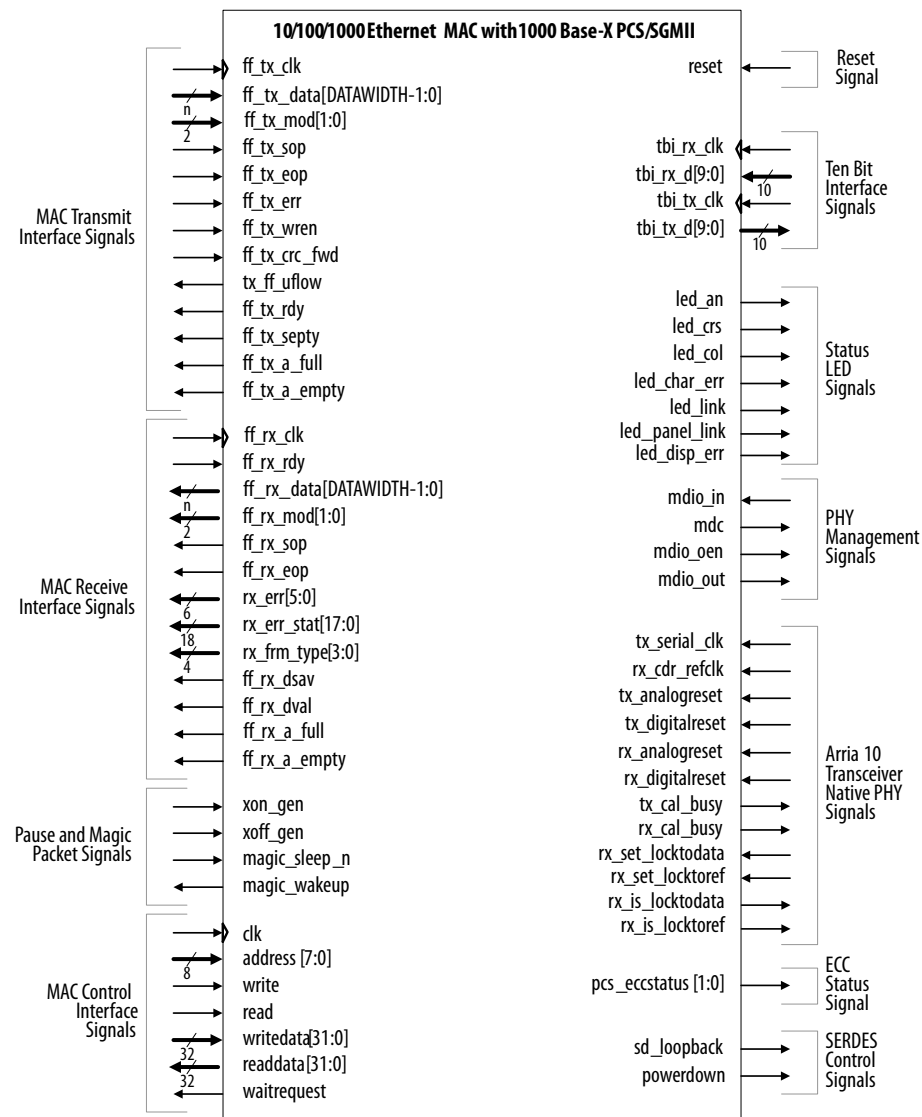 10/100/1000 Ethernet MAC with 1000 Base-X PCS/SGMII
MAC Transmit
Interface Signals
ff_tx_clk
ff_tx_data[DATAWIDTH-1:0]
n
ff_tx_mod[1:0]
2
ff_tx_sop
ff_tx_eop
ff_tx_err
ff_tx_wren
ff_tx_crc_fwd
tx_ff_uflow
ff_tx_rdy
ff_tx_septy
ff_tx_a_full
ff_tx_a_empty
MAC Receive
Interface Signals
ff_rx_clk
ff_rx_rdy
ff_rx_data[DATAWIDTH-1:0]
n
ff_rx_mod[1:0]
2
ff_rx_sop
ff_rx_eop
rx_err[5:0]
6
rx_err_stat[17:0]
18
rx_frm_type[3:0]
4
ff_rx_dsav
ff_rx_dval
ff_rx_a_full
ff_rx_a_empty
Pause and Magic
Packet Signals
xon_gen
xoff_gen
magic_sleep_n
magic_wakeup
MAC Control
Interface
Signals
clk
address [7:0]
8
write
read
writedata[31:0]
32
readdata[31:0]
32
waitrequest
reset
Reset
Signal
tbi_rx_clk
tbi_rx_d[9:0]
10
tbi_tx_clk
tbi_tx_d[9:0]
10
Ten Bit
Interface
Signals
led_an
led_crs
led_col
led_char_err
led_link
led_panel_link
led_disp_err
Status
LED
Signals
mdio_in
mdc
mdio_oen
mdio_out
PHY
Management
Signals
tx_serial_clk
rx_cdr_refclk
tx_analogreset
tx_digitalreset
rx_analogreset
rx_digitalreset
tx_cal_busy
rx_cal_busy
rx_set_locktodata
rx_set_locktoref
rx_is_locktodata
rx_is_locktoref
Arria 10
Transceiver
Native PHY
Signals
pcs_eccstatus [1:0]
ECC
Status
Signal
sd_loopback
powerdown
SERDES
Control
Signals